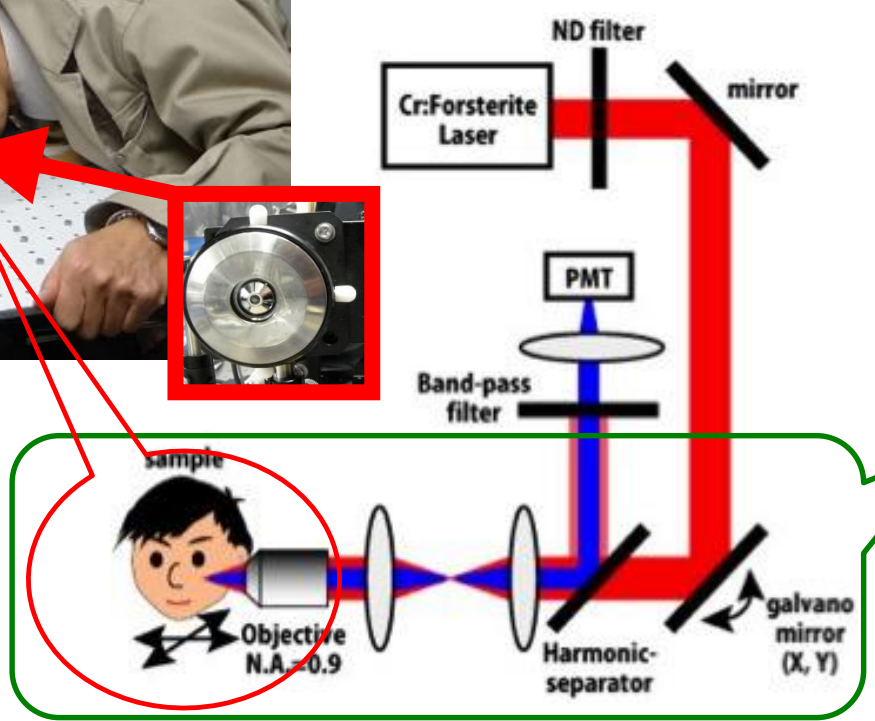 ND filter
mirror
Cr:Forsterite
Laser
PMT
Band-pass
filter
sample
Objective
N.A.=0.9
Harmonic-
separator
galvano
mirror
(X, Y)